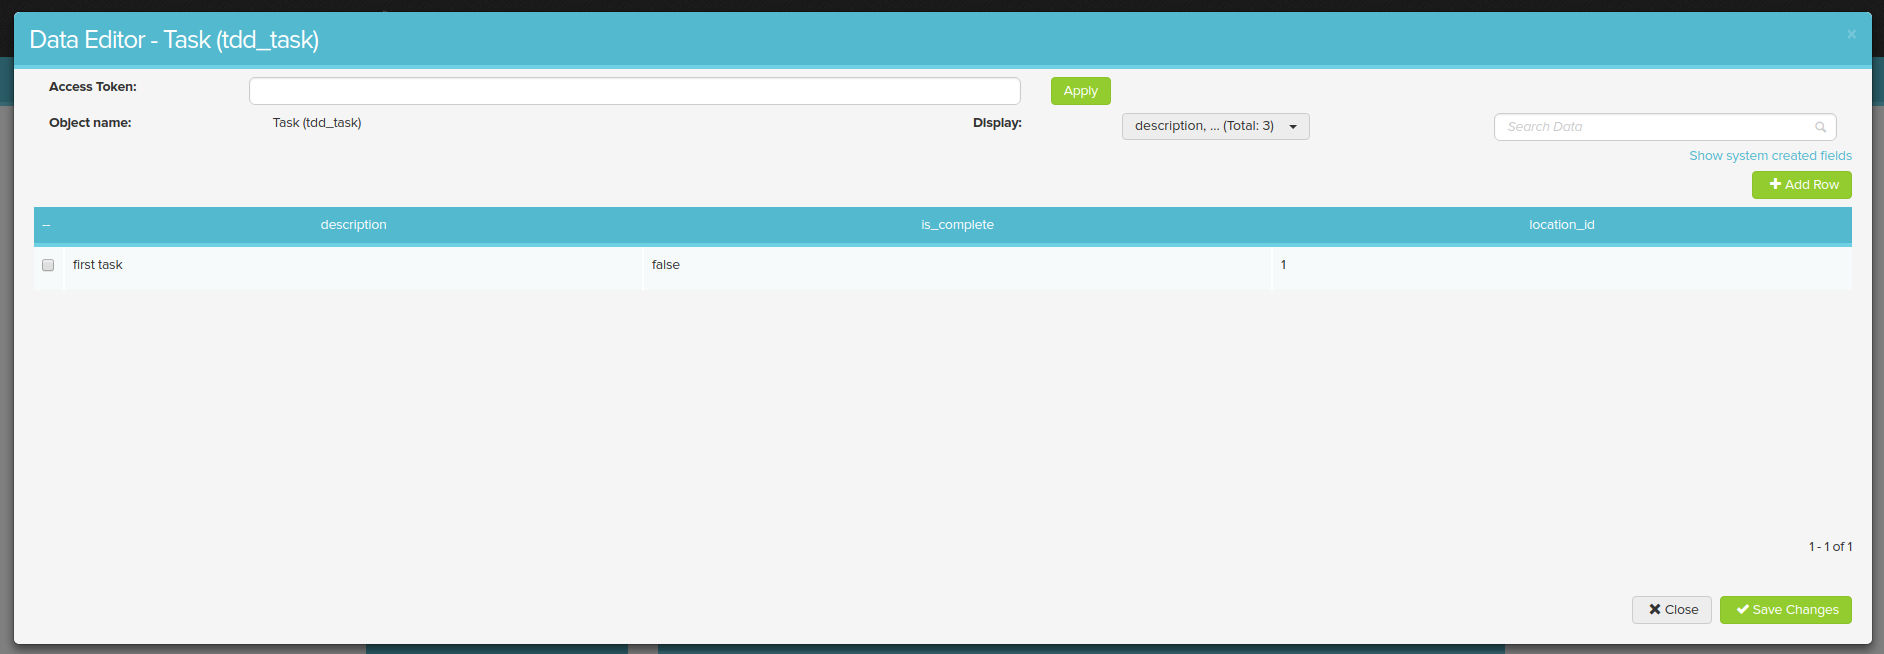 Data Editor - Task (tdd_task)
×
Access Token:
Apply
Object name:
Task (tdd_task)
Display:
description, ... (Total: 3)
Search Data
Show system created fields
Add Row
-- description is_complete location_id
first task false 1
1 - 1 of 1
Close
Save Changes